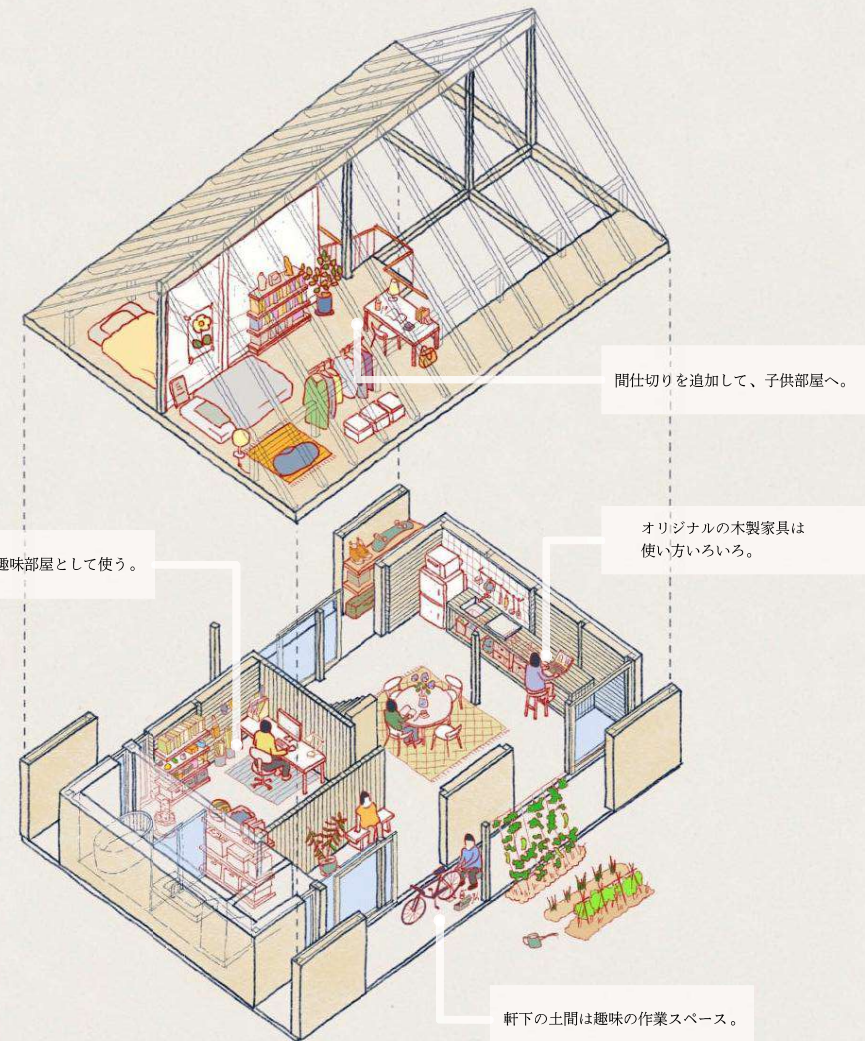 間仕切りを追加して、子供部屋へ。
オリジナルの木製家具は
使い方いろいろ。
趣味部屋として使う。
軒下の土間は趣味の作業スペース。